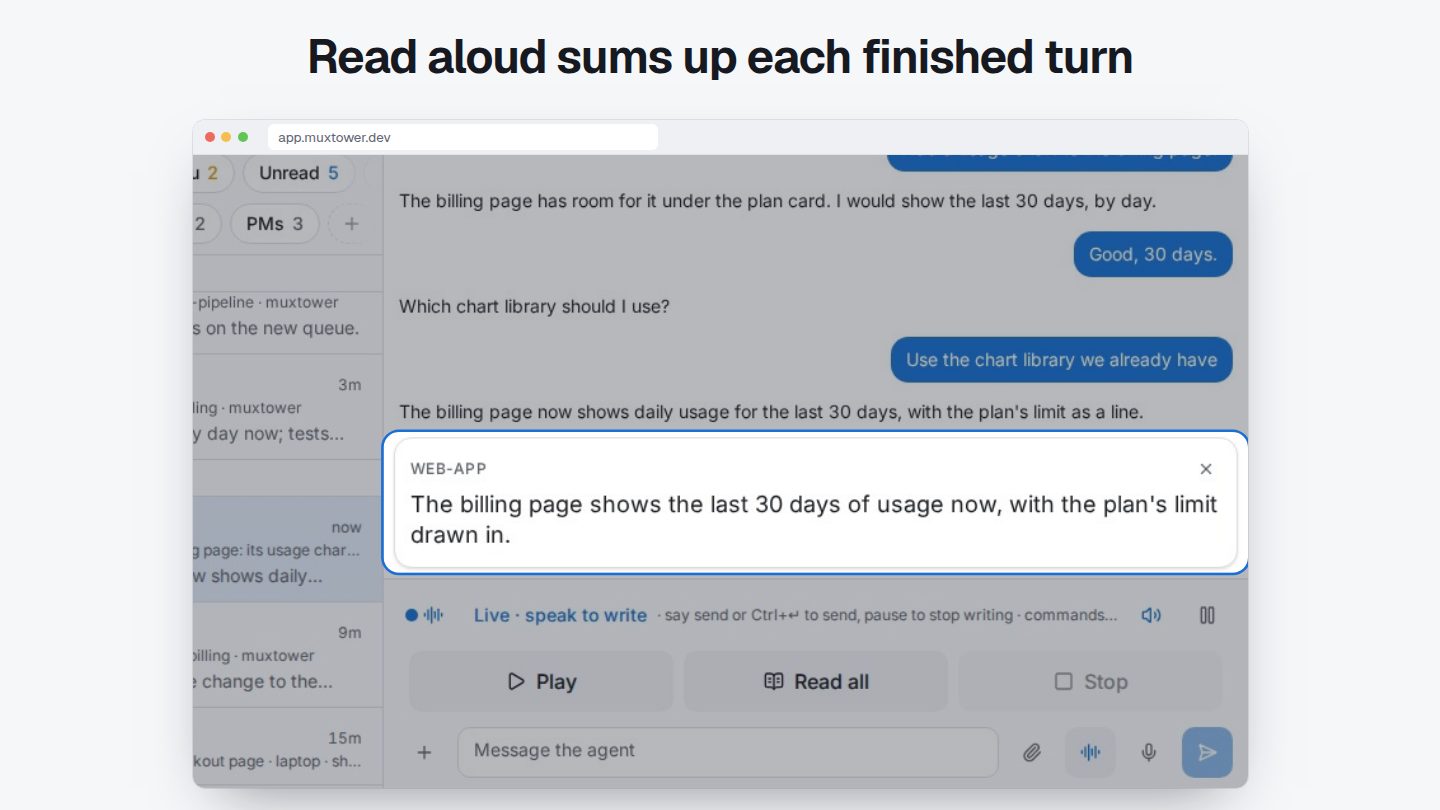 Read aloud sums up each finished turn
app.muxtower.dev
2
Unread 5
2
PMs 3
The billing page has room for it under the plan card. I would show the last 30 days, by day.
Good, 30 days.
-pipeline · muxtower
s on the new queue.
Which chart library should I use?
Use the chart library we already have
3m
ling · muxtower
y day now; tests...
The billing page now shows daily usage for the last 30 days, with the plan's limit as a line.
WEB-APP
The billing page shows the last 30 days of usage now, with the plan's limit
drawn in.
now
g page: its usage char...
w shows daily...
Live · speak to write · say send or Ctrl+↵ to send, pause to stop writing · commands...
9m
illing · muxtower
e change to the...
Play
Read all
Stop
15m
kout page · laptop · sh...
Message the agent